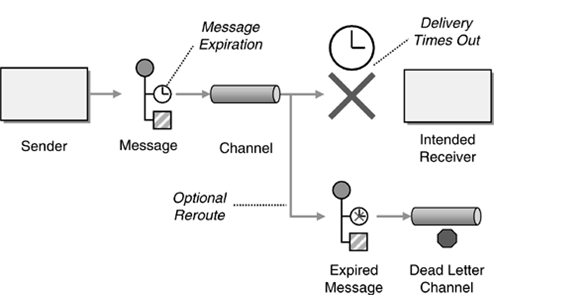 Message
Expiration
Delivery
Times Out
Sender
Message
Channel
Intended
Receiver
Optional
Reroute
Expired
Message
Dead Letter
Channel